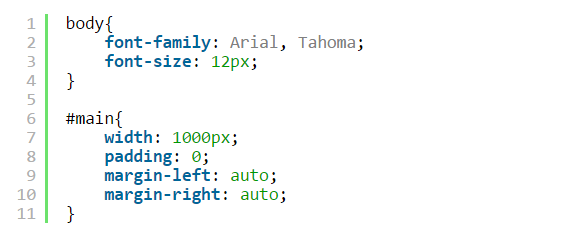 1 body{
2 font-family: Arial, Tahoma;
3 font-size: 12px;
4 }
5
6 #main{
7 width: 1000px;
8 padding: 0;
9 margin-left: auto;
10 margin-right: auto;
11 }